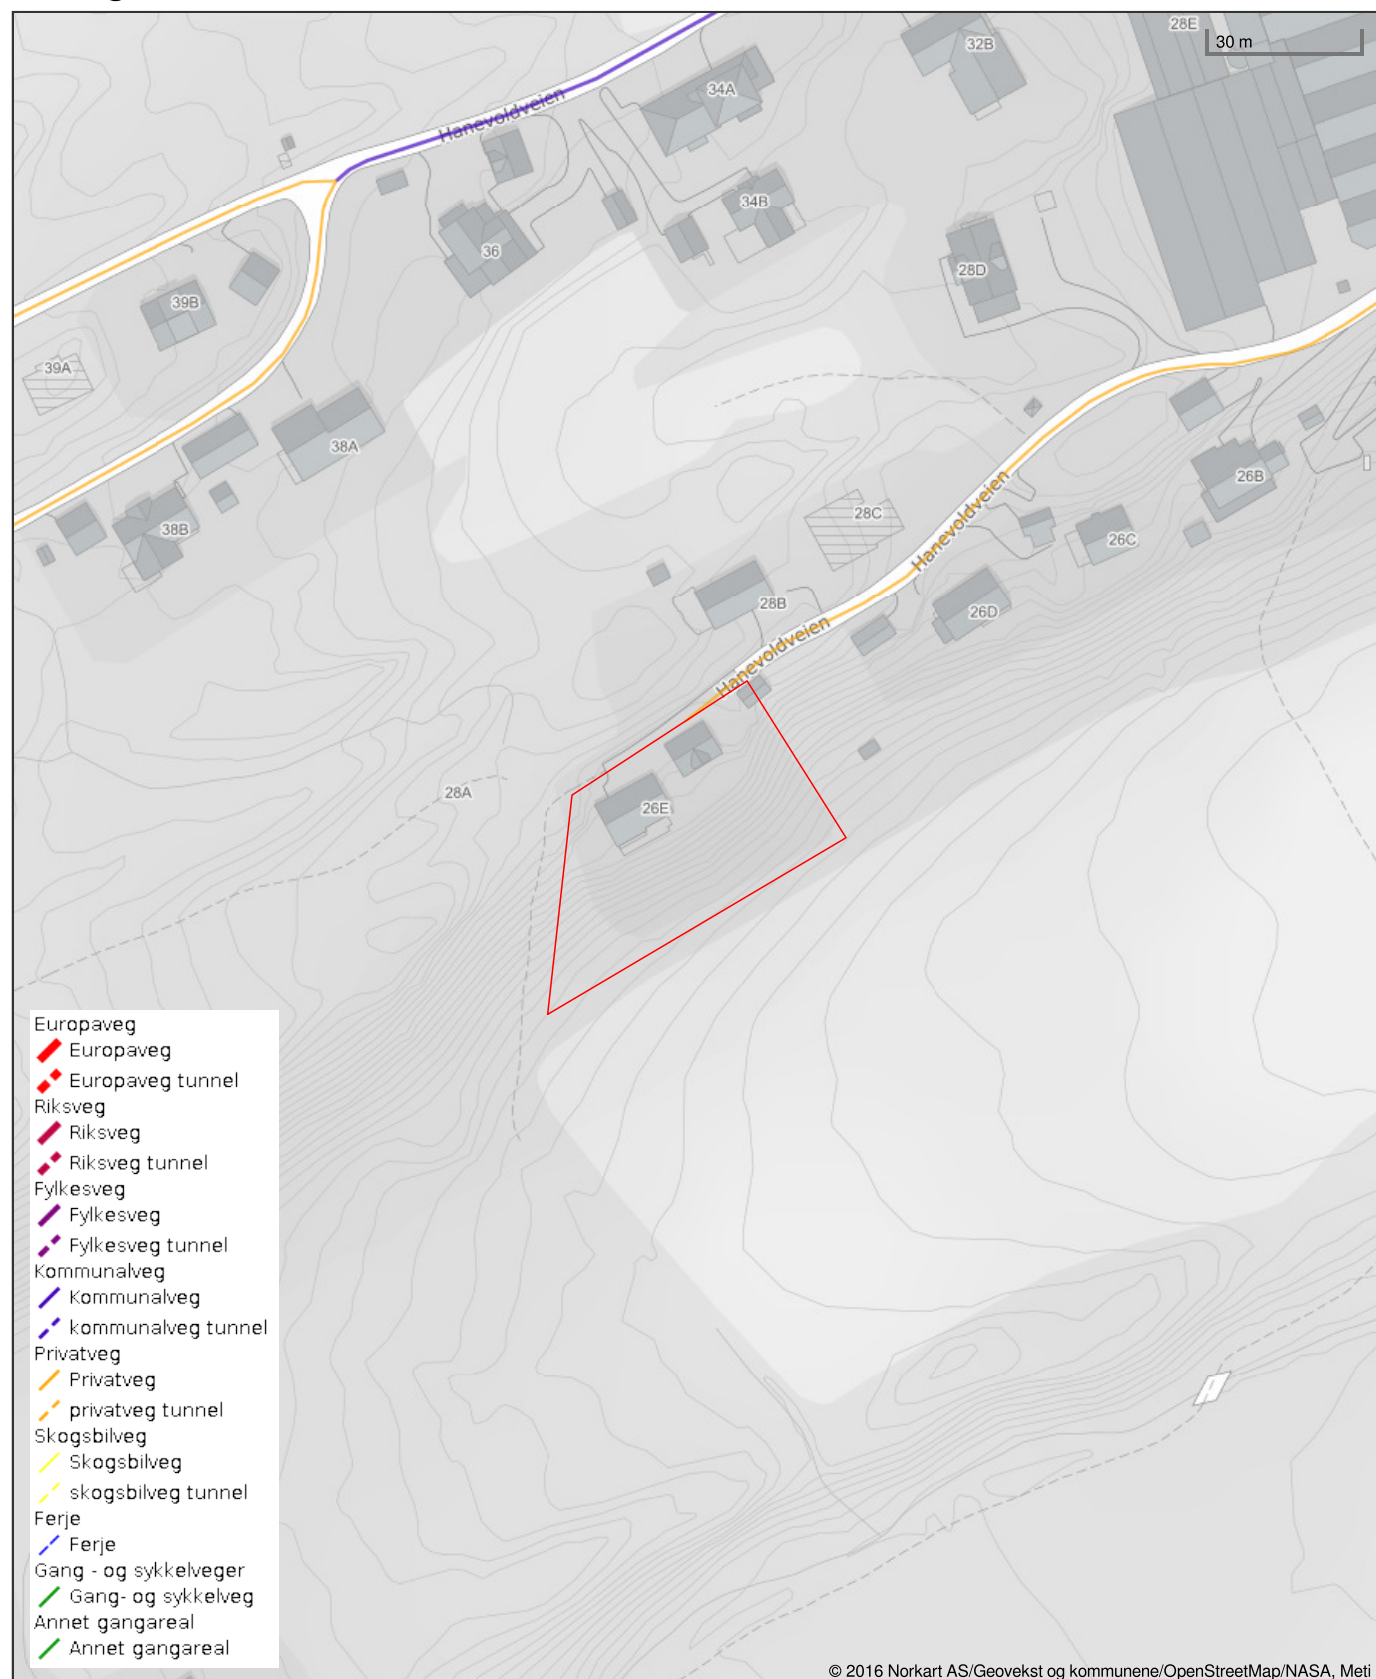 28E
30 m
32B
34A
Hanevoldveien
34B
36
28D
39B
39A
38A
26B
28C
Hanevoldveien
38B
26C
28B
26D
Hanevoldveien
28A
26E
Europaveg
Europaveg
Europaveg tunnel
Riksveg
Riksveg
Riksveg tunnel
Fylkesveg
Fylkesveg
Fylkesveg tunnel
Kommunalveg
Kommunalveg
kommunalveg tunnel
Privatveg
Privatveg
privatveg tunnel
Skogsbilveg
Skogsbilveg
skogsbilveg tunnel
Ferje
Ferje
Gang - og sykkelveger
Gang- og sykkelveg
Annet gangareal
Annet gangareal
© 2016 Norkart AS/Geovekst og kommunene/OpenStreetMap/NASA, Meti